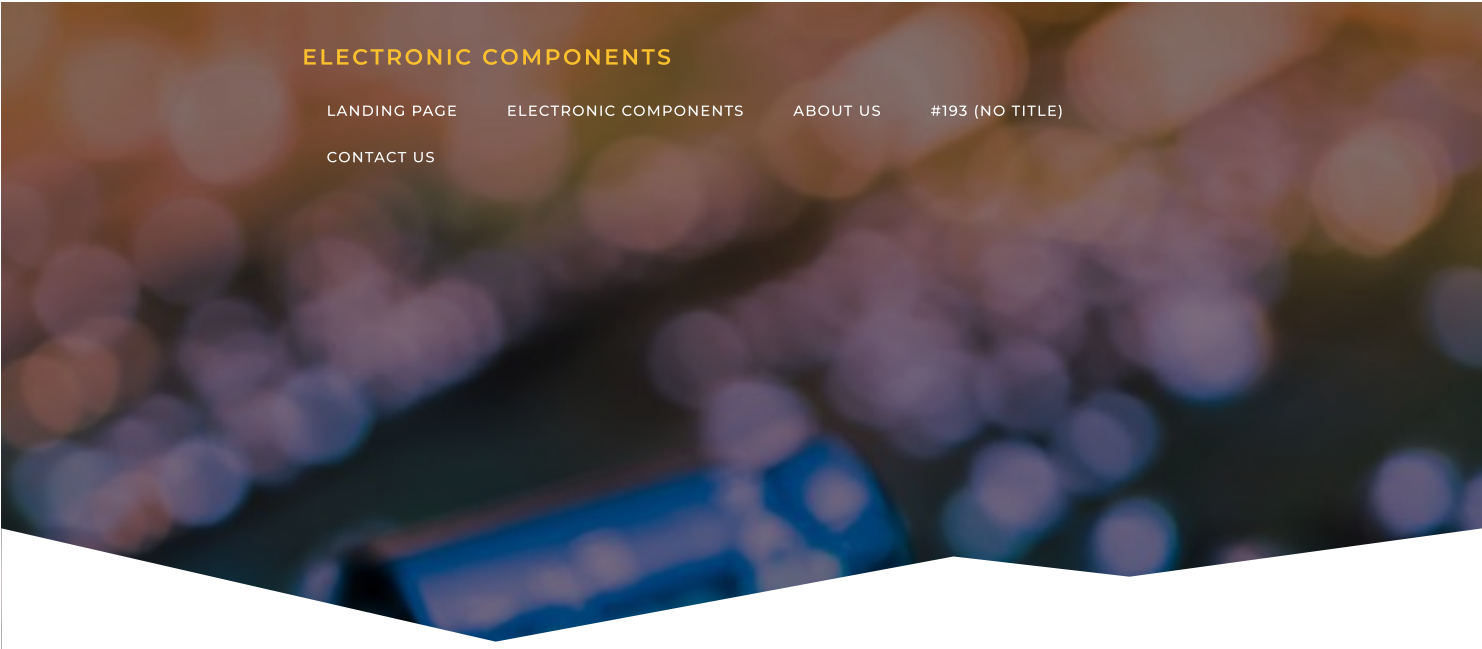 ELECTRONIC COMPONENTS
LANDING PAGE ELECTRONIC COMPONENTS ABOUT US #193 (NO TITLE)
CONTACT US